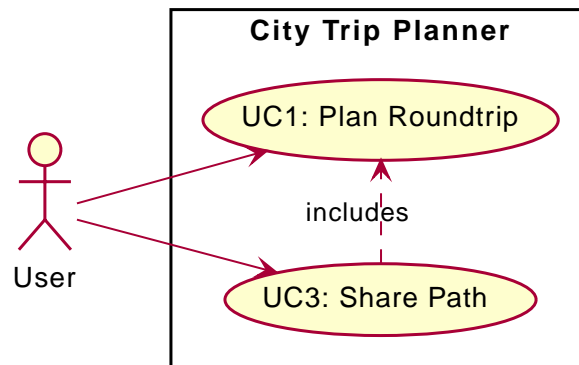 City Trip Planner
UC1: Plan Roundtrip
includes
User
UC3: Share Path